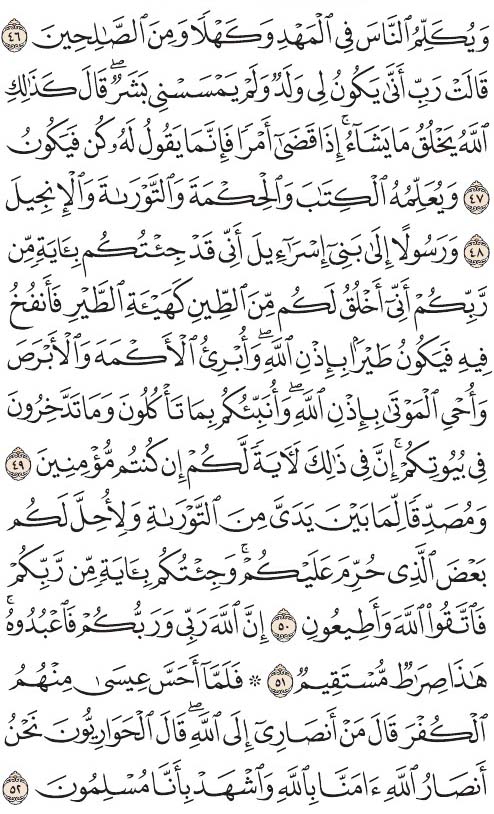 وَيُكَلِّمُ ٱلنَّاسَ فِي ٱلۡمَهۡدِ وَكَهۡلٗا وَمِنَ ٱلصَّٰلِحِينَ ٤٦
قَالَتۡ رَبِّ أَنَّىٰ يَكُونُ لِي وَلَدٞ وَلَمۡ يَمۡسَسۡنِي بَشَرٞۖ قَالَ كَذَٰلِكِ
ٱللَّهُ يَخۡلُقُ مَا يَشَآءُۚ إِذَا قَضَىٰٓ أَمۡرٗا فَإِنَّمَا يَقُولُ لَهُۥ كُن فَيَكُونُ
٤٧ وَيُعَلِّمُهُ ٱلۡكِتَٰبَ وَٱلۡحِكۡمَةَ وَٱلتَّوۡرَىٰةَ وَٱلۡإِنجِيلَ
٤٨ وَرَسُولًا إِلَىٰ بَنِيٓ إِسۡرَٰٓءِيلَ أَنِّي قَدۡ جِئۡتُكُم بِـَٔايَةٖ مِّن
رَّبِّكُمۡ أَنِّيٓ أَخۡلُقُ لَكُم مِّنَ ٱلطِّينِ كَهَيۡـَٔةِ ٱلطَّيۡرِ فَأَنفُخُ
فِيهِ فَيَكُونُ طَيۡرَۢا بِإِذۡنِ ٱللَّهِۖ وَأُبۡرِئُ ٱلۡأَكۡمَهَ وَٱلۡأَبۡرَصَ
وَأُحۡيِ ٱلۡمَوۡتَىٰ بِإِذۡنِ ٱللَّهِۖ وَأُنَبِّئُكُم بِمَا تَأۡكُلُونَ وَمَا تَدَّخِرُونَ
فِي بُيُوتِكُمۡۚ إِنَّ فِي ذَٰلِكَ لَأٓيَةٗ لَّكُمۡ إِن كُنتُم مُّؤۡمِنِينَ ٤٩
وَمُصَدِّقٗا لِّمَا بَيۡنَ يَدَيَّ مِنَ ٱلتَّوۡرَىٰةِ وَلِأُحِلَّ لَكُم
بَعۡضَ ٱلَّذِي حُرِّمَ عَلَيۡكُمۡۚ وَجِئۡتُكُم بِـَٔايَةٖ مِّن رَّبِّكُمۡ
فَٱتَّقُواْ ٱللَّهَ وَأَطِيعُونِ ٥٠ إِنَّ ٱللَّهَ رَبِّي وَرَبُّكُمۡ فَٱعۡبُدُوهُۚ
هَٰذَا صِرَٰطٞ مُّسۡتَقِيمٞ ٥١ ۞ فَلَمَّآ أَحَسَّ عِيسَىٰ مِنۡهُمُ
ٱلۡكُفۡرَ قَالَ مَنۡ أَنصَارِيٓ إِلَى ٱللَّهِۖ قَالَ ٱلۡحَوَارِيُّونَ نَحۡنُ
أَنصَارُ ٱللَّهِ ءَامَنَّا بِٱللَّهِ وَٱشۡهَدۡ بِأَنَّا مُسۡلِمُونَ ٥٢